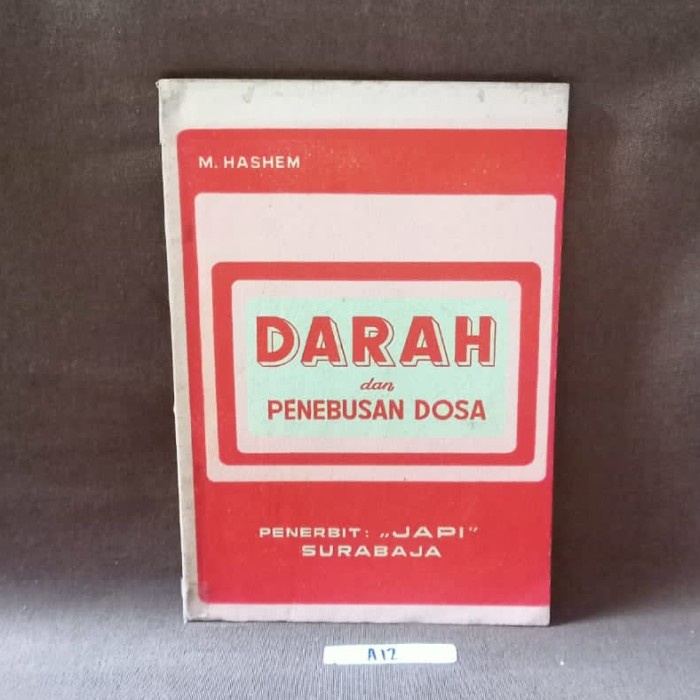 M. HASHEM
DARAH
dan
PENEBUSAN DOSA
PENERBIT: „JAPI”
SURABAJA
A12